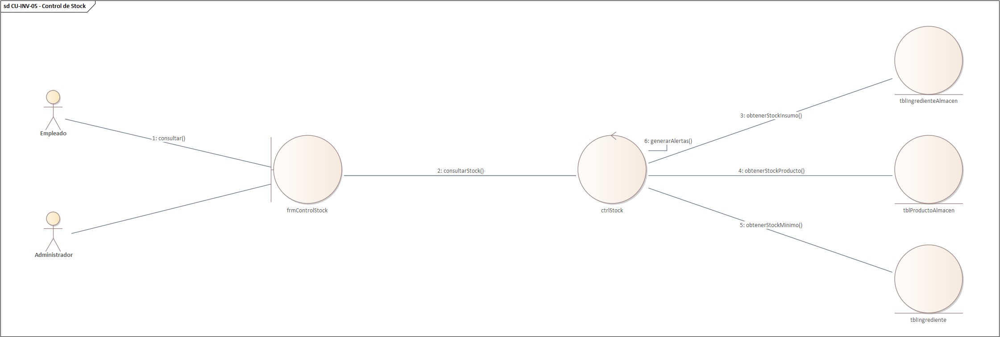 sd CU-INV-05 - Control de Stock
Empleado
Administrador
1: consultar()
frmControlStock
2: consultarStock()
ctrlStock
6: generarAlertas()
3: obtenerStockInsumo()
4: obtenerStockProducto()
5: obtenerStockMinimo()
tblIngredienteAlmacen
tblProductoAlmacen
tblIngrediente